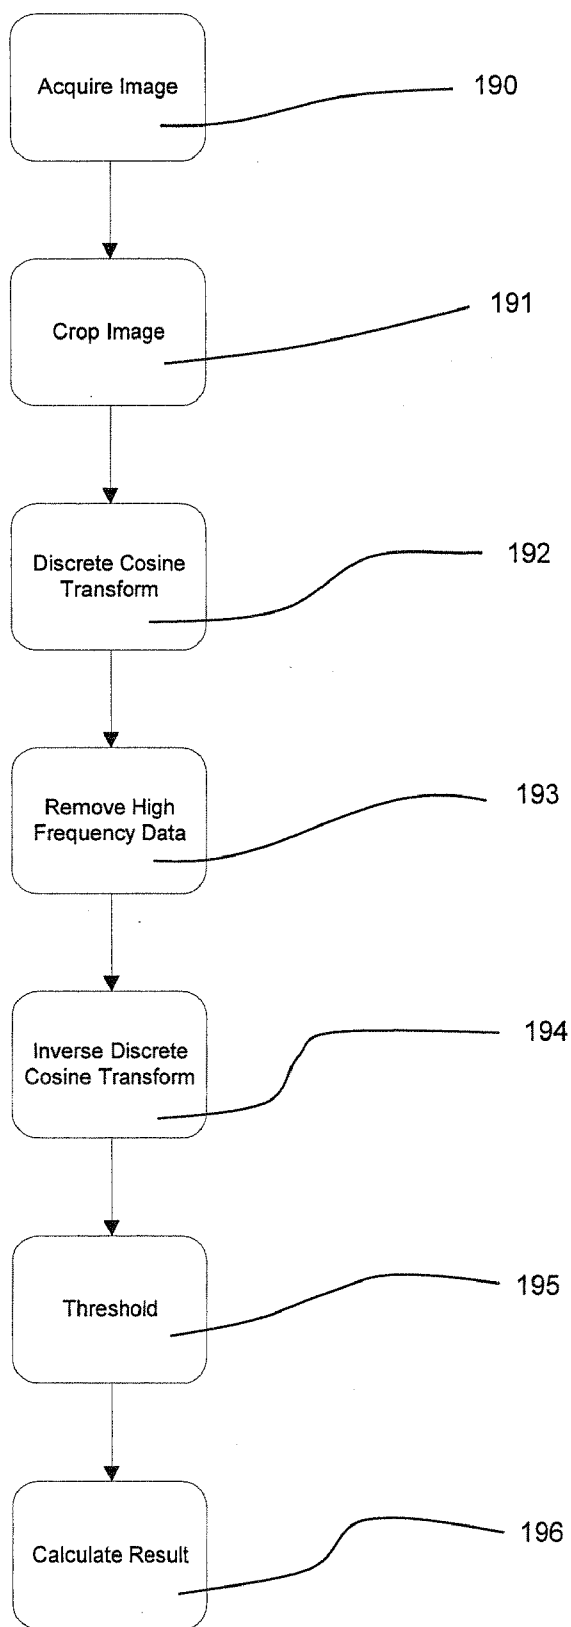 Acquire Image
190
Crop Image
191
Discrete Cosine
Transform
192
Remove High
Frequency Data
193
Inverse Discrete
Cosine Transform
194
Threshold
195
Calculate Result
196